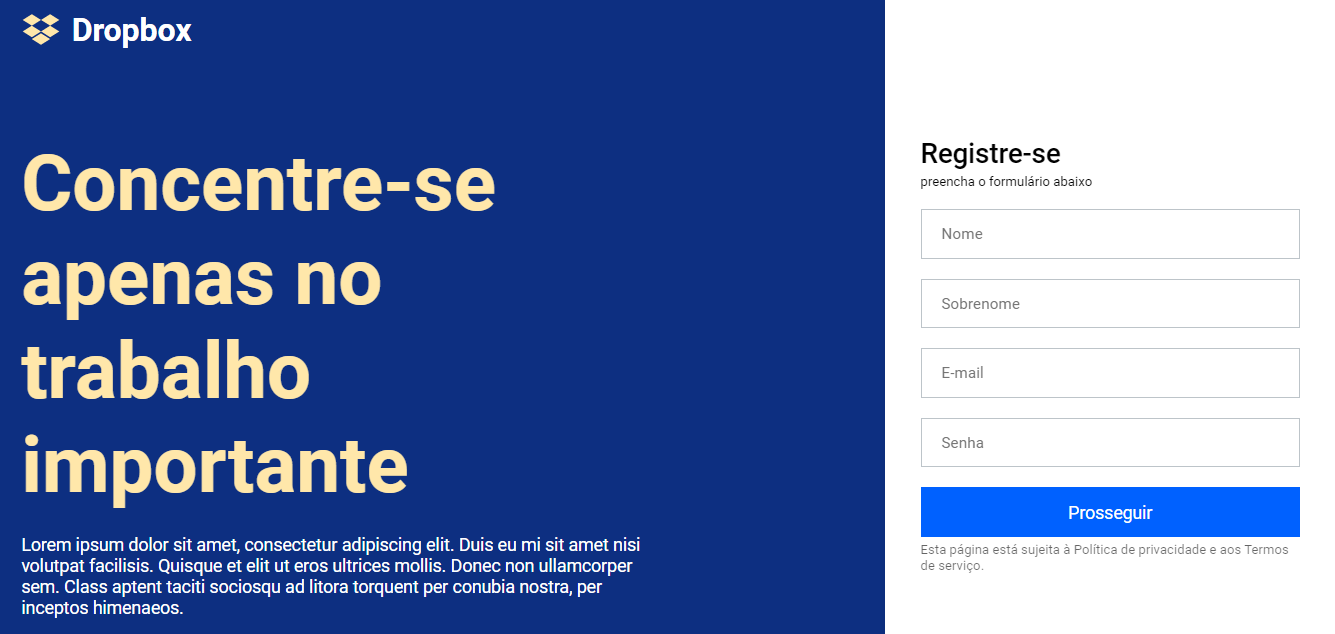 Dropbox
Concentre-se
apenas no
trabalho
importante
Lorem ipsum dolor sit amet, consectetur adipiscing elit. Duis eu mi sit amet nisi
volutpat facilisis. Quisque et elit ut eros ultrices mollis. Donec non ullamcorper
sem. Class aptent taciti sociosqu ad litora torquent per conubia nostra, per
inceptos himenaeos.
Registre-se
preencha o formulário abaixo
Nome
Sobrenome
E-mail
Senha
Prosseguir
Esta página está sujeita à Política de privacidade e aos Termos
de serviço.